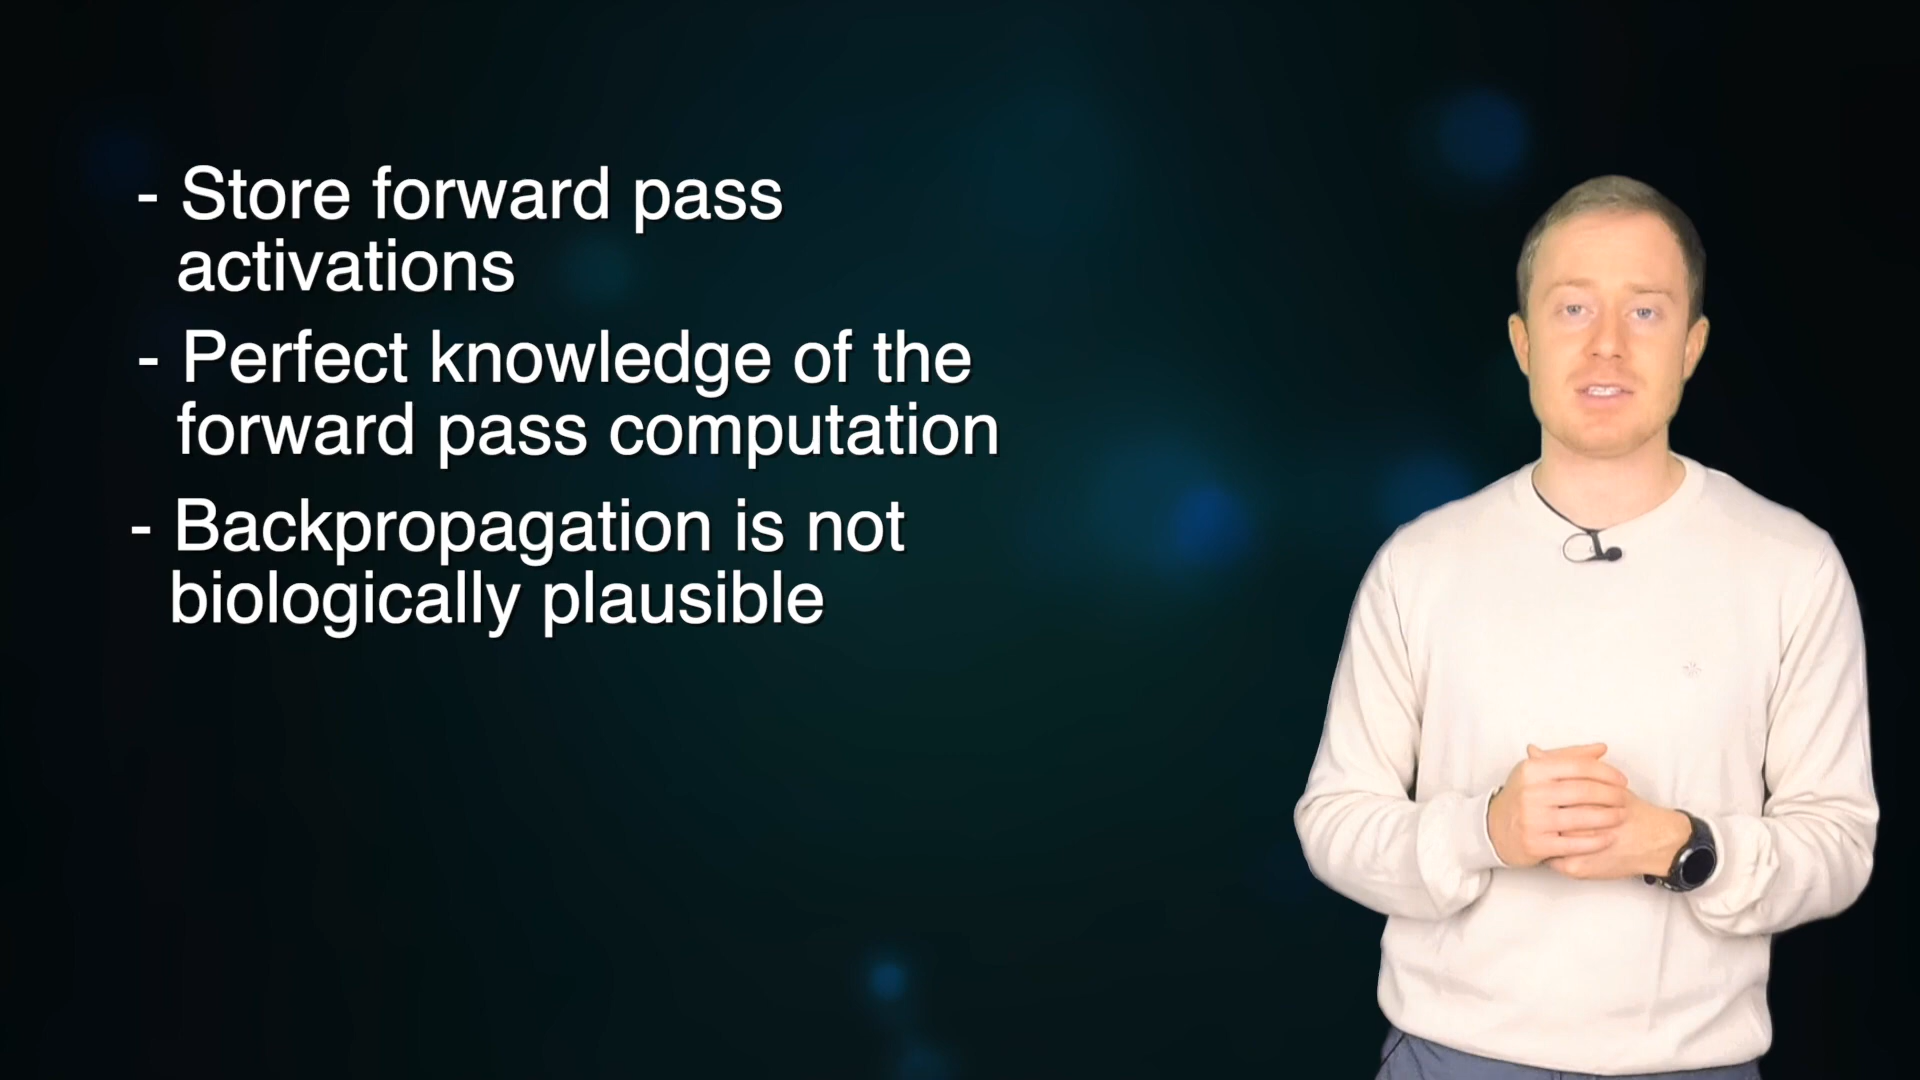 - Store forward pass
activations
- Perfect knowledge of the
forward pass computation
- Backpropagation is not
biologically plausible